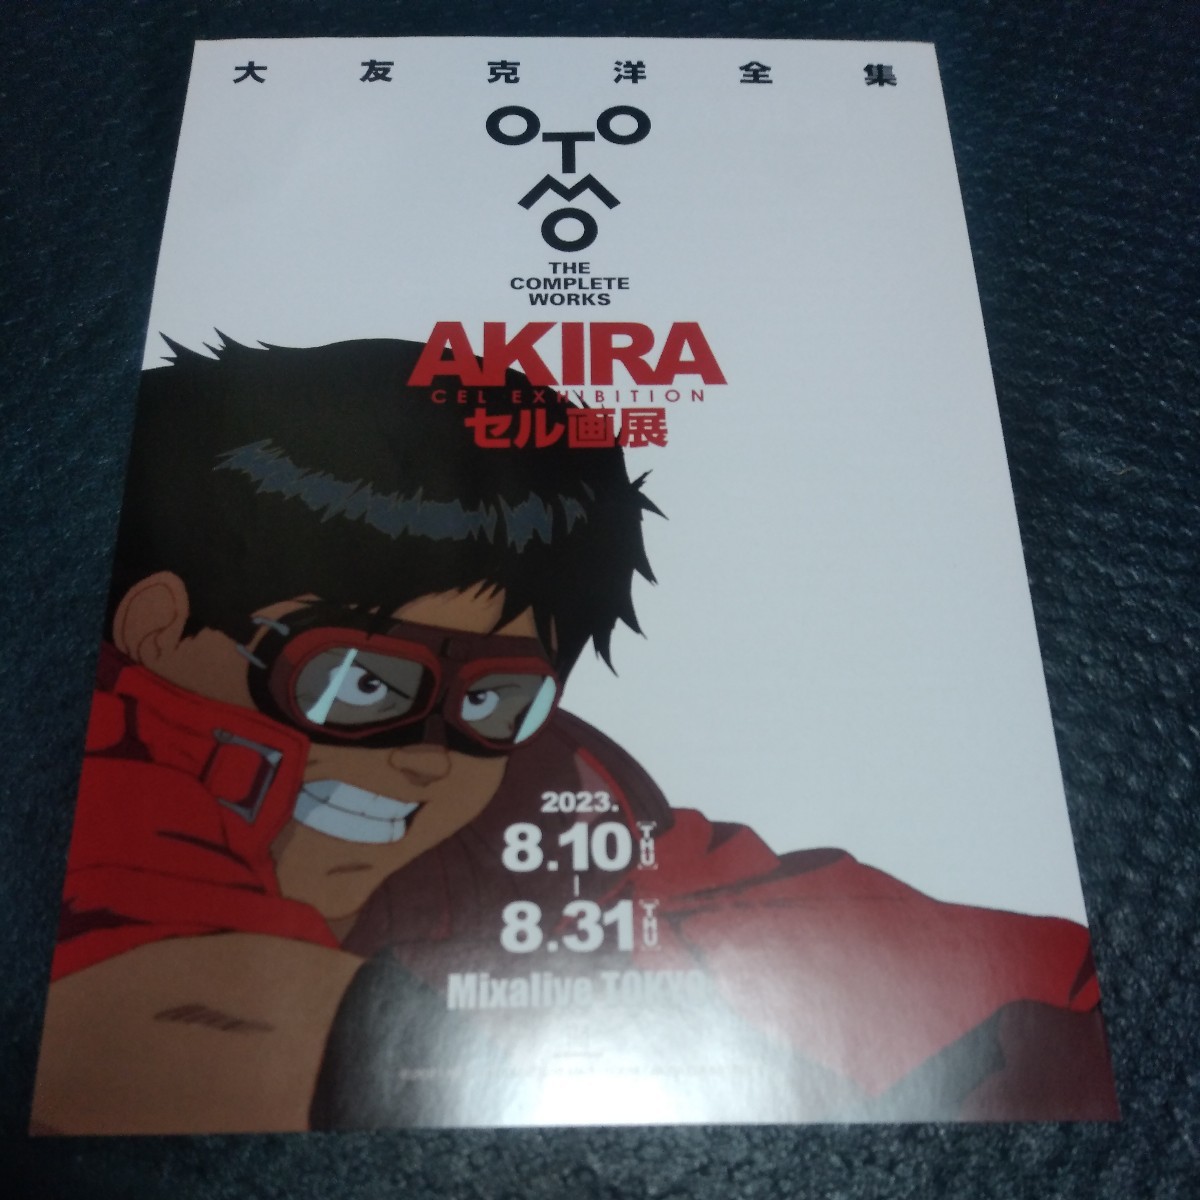 大友克洋全集
OTOMO
THE
COMPLETE
WORKS
AKIRA
CEL EXHIBITION
セル画展
2023.
8.10 THU
8.31 THU
Mixalive TOKYO